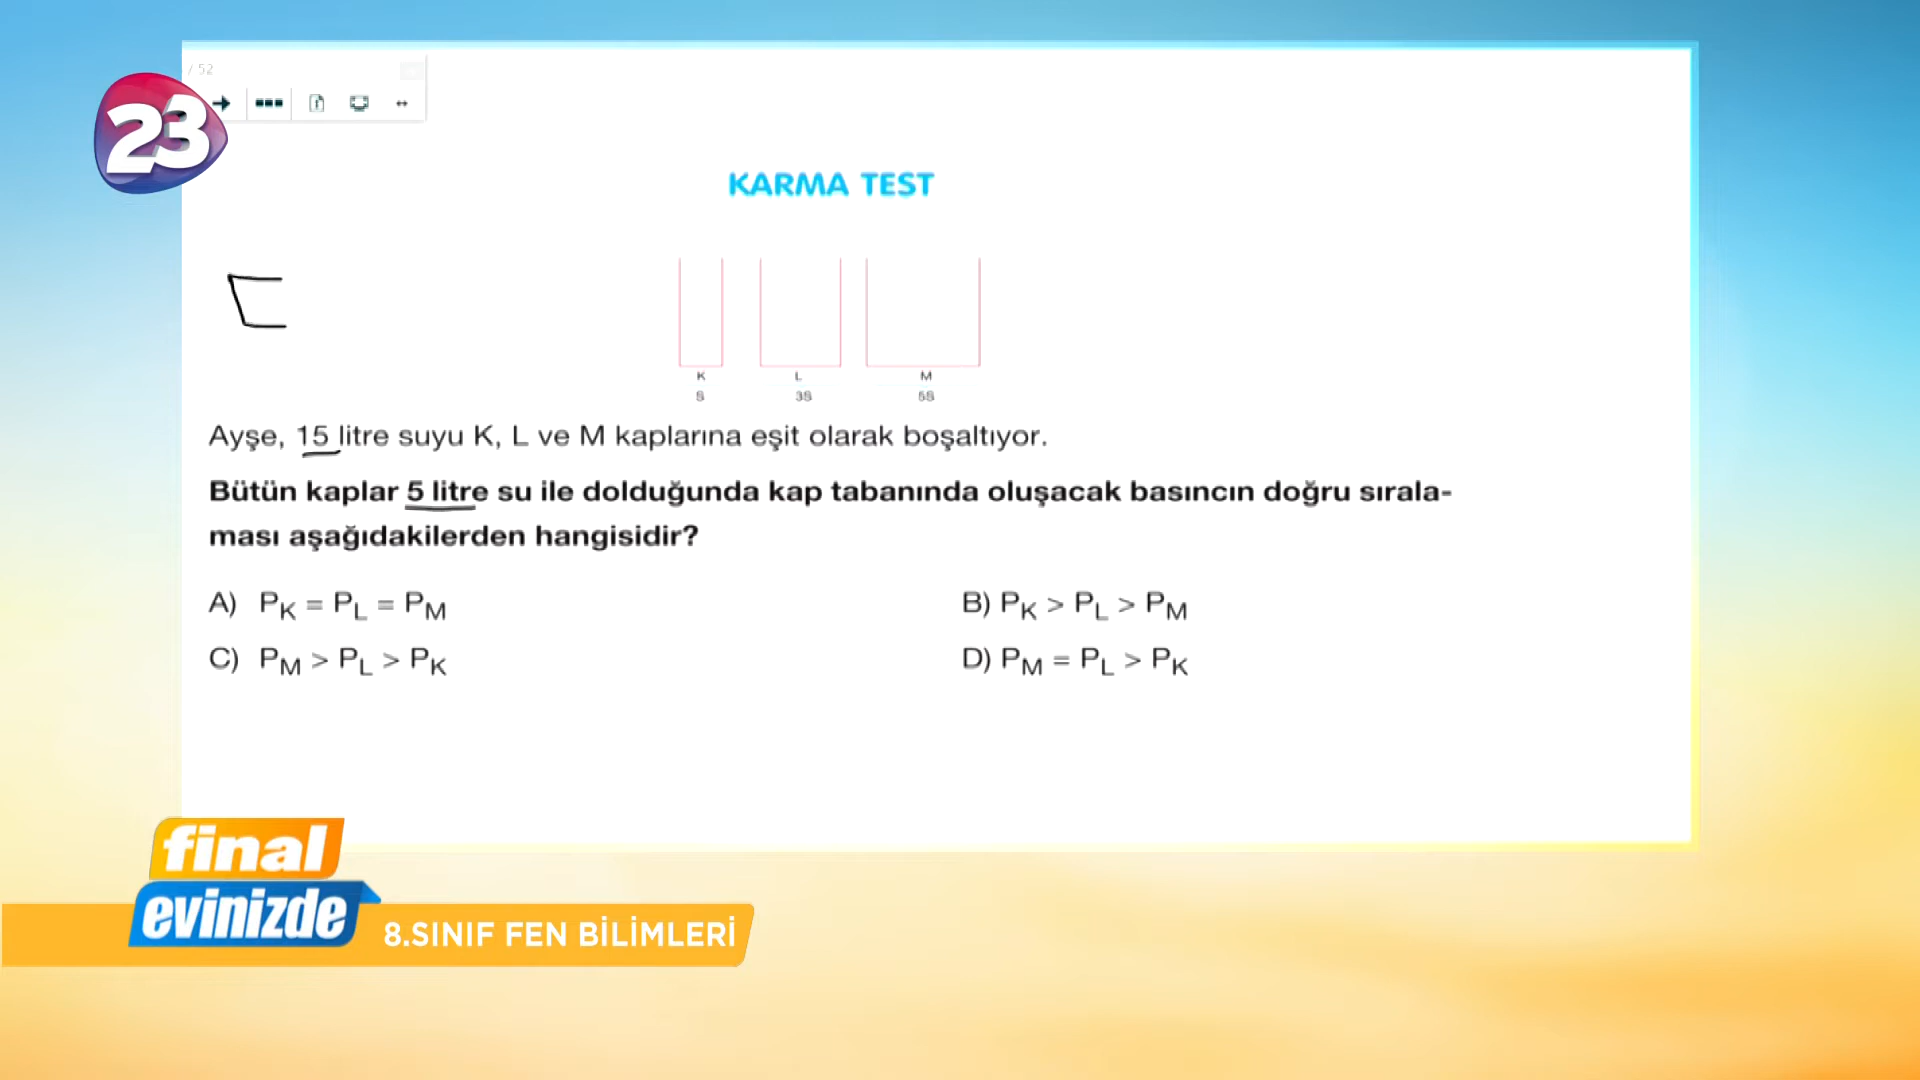 / 52
23
KARMA TEST
K L M
S 3S 5S
Ayşe, 15 litre suyu K, L ve M kaplarına eşit olarak boşaltıyor.
Bütün kaplar 5 litre su ile dolduğunda kap tabanında oluşacak basıncın doğru sırala-
ması aşağıdakilerden hangisidir?
A) PK = PL = PM
B) PK > PL > PM
C) PM > PL > PK
D) PM = PL > PK
final
evinizde
8.SINIF FEN BİLİMLERİ